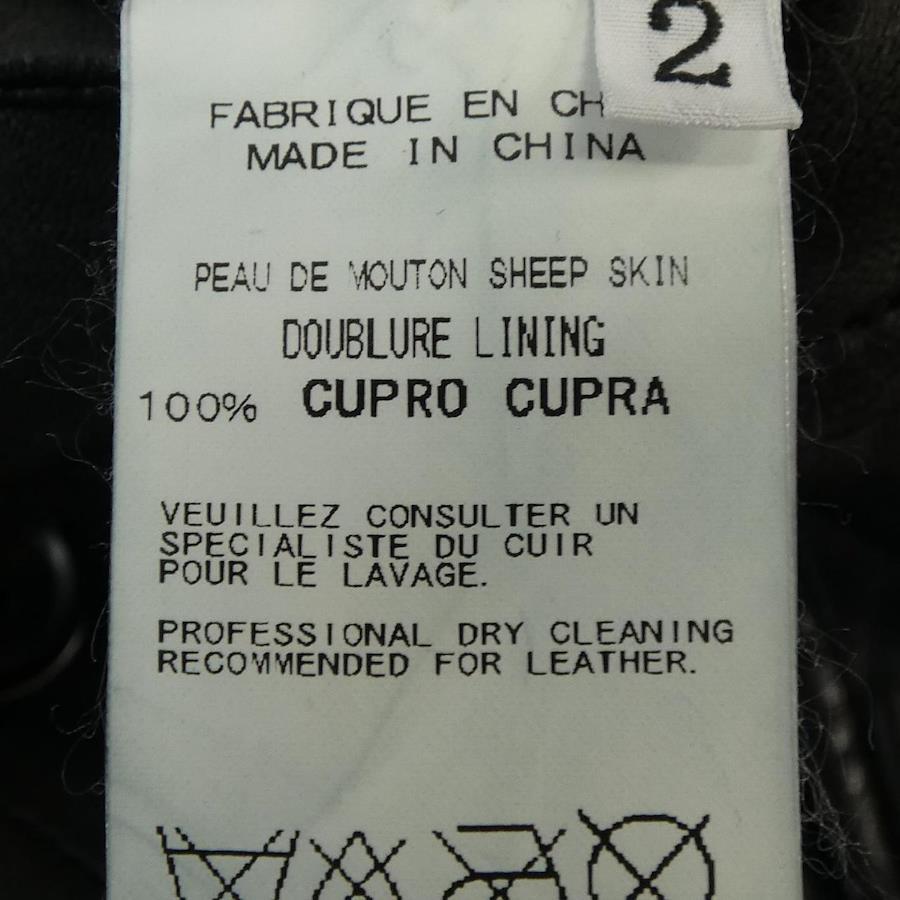 2
FABRIQUE EN CH
MADE IN CHINA
PEAU DE MOUTON SHEEP SKIN
DOUBLURE LINING
100% CUPRO CUPRA
VEUILLEZ CONSULTER UN
SPECIALISTE DU CUIR
POUR LE LAVAGE.
PROFESSIONAL DRY CLEANING
RECOMMENDED FOR LEATHER.